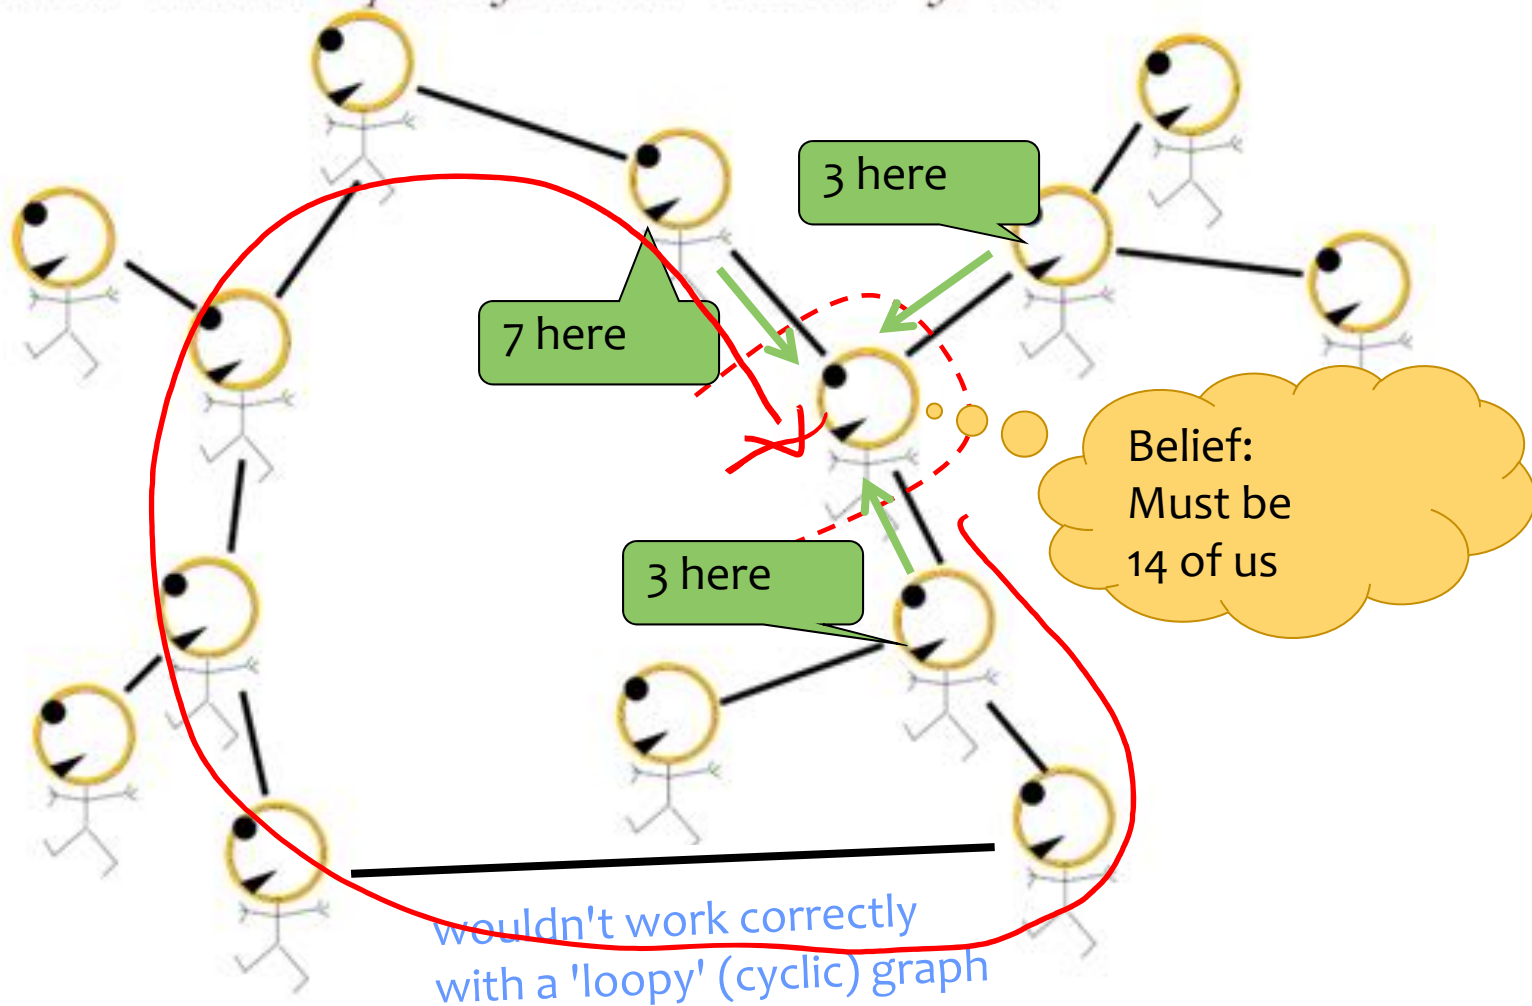 3 here
7 here
Belief:
Must be
14 of us
3 here
wouldn't work correctly
with a 'loopy' (cyclic) graph